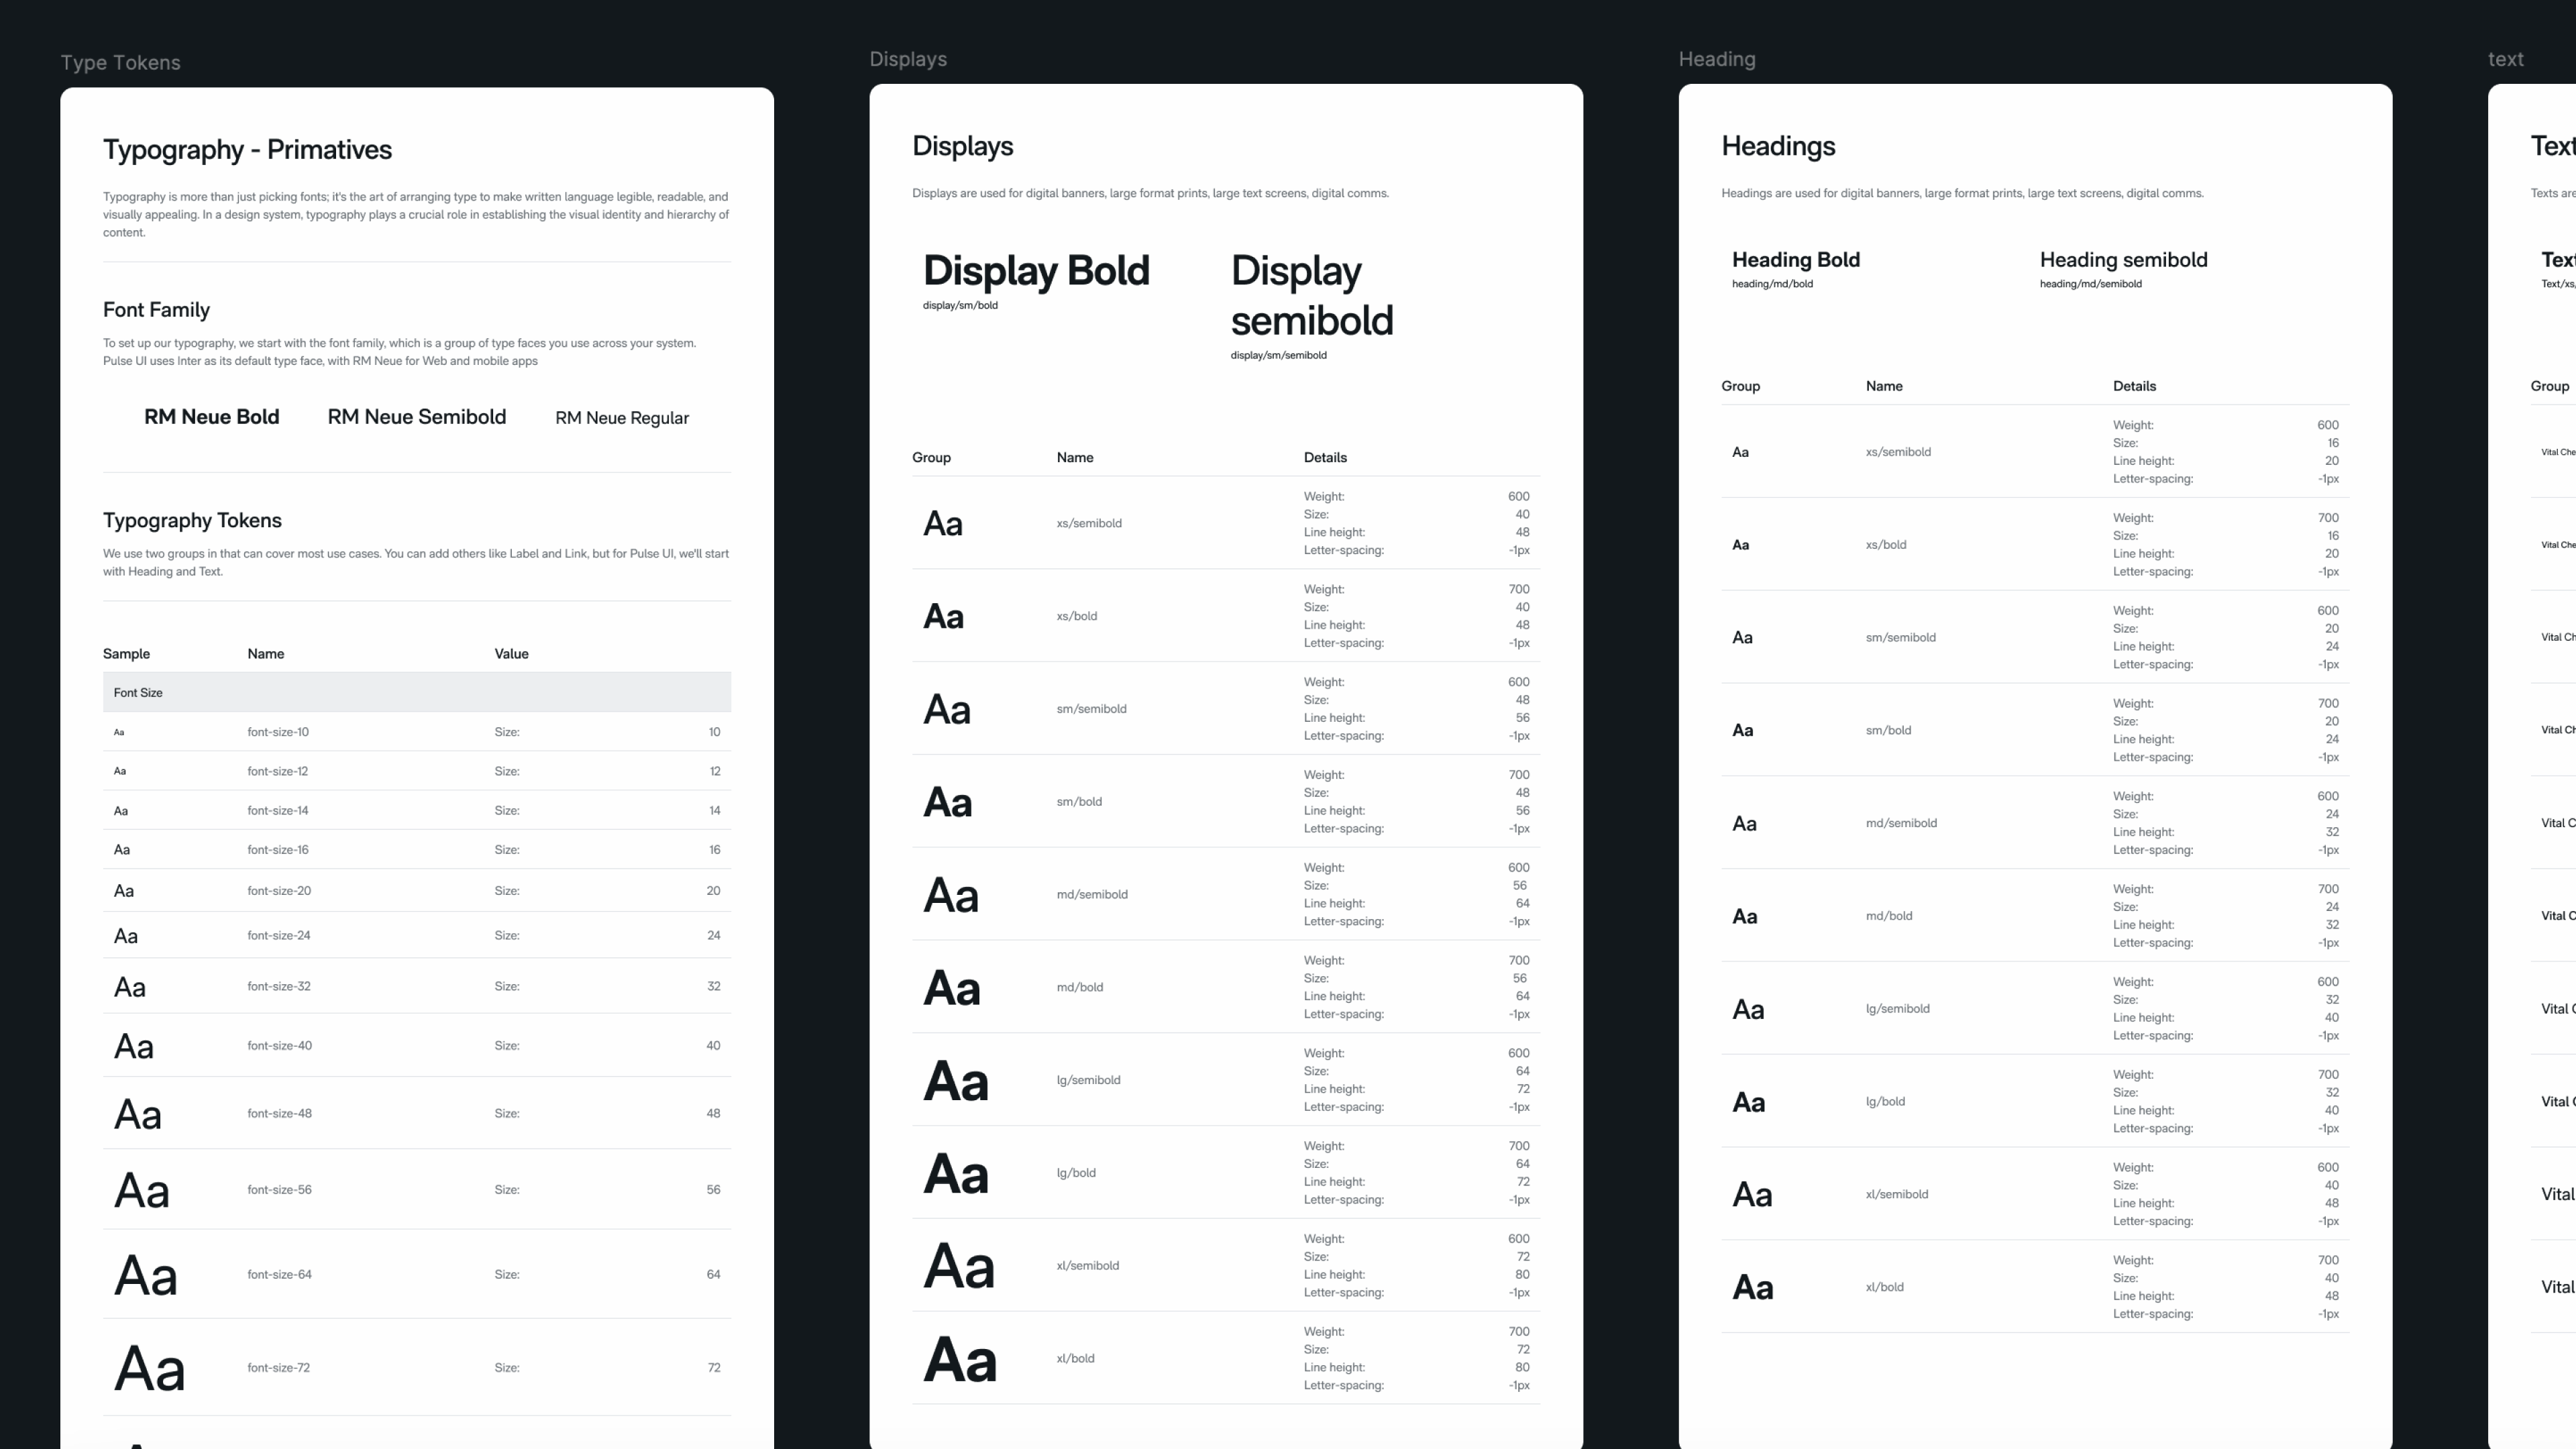 Type Tokens
Typography - Primatives
Typography is more than just picking fonts; it's the art of arranging type to make written language legible, readable, and
visually appealing. In a design system, typography plays a crucial role in establishing the visual identity and hierarchy of
content.
Font Family
To set up our typography, we start with the font family, which is a group of type faces you use across your system.
Pulse UI uses Inter as its default type face, with RM Neue for Web and mobile apps
RM Neue Bold RM Neue Semibold RM Neue Regular
Typography Tokens
We use two groups in that can cover most use cases. You can add others like Label and Link, but for Pulse UI, we'll start
with Heading and Text.
Sample Name Value
Font Size
Aa font-size-10 Size: 10
Aa font-size-12 Size: 12
Aa font-size-14 Size: 14
Aa font-size-16 Size: 16
Aa font-size-20 Size: 20
Aa font-size-24 Size: 24
Aa font-size-32 Size: 32
Aa font-size-40 Size: 40
Aa font-size-48 Size: 48
Aa font-size-56 Size: 56
Aa font-size-64 Size: 64
Aa font-size-72 Size: 72
Displays
Displays
Displays are used for digital banners, large format prints, large text screens, digital comms.
Display Bold
display/sm/bold
Display
semibold
display/sm/semibold
Group Name Details
Aa xs/semibold
Weight: 600
Size: 40
Line height: 48
Letter-spacing: -1px
Aa xs/bold
Weight: 700
Size: 40
Line height: 48
Letter-spacing: -1px
Aa sm/semibold
Weight: 600
Size: 48
Line height: 56
Letter-spacing: -1px
Aa sm/bold
Weight: 700
Size: 48
Line height: 56
Letter-spacing: -1px
Aa md/semibold
Weight: 600
Size: 56
Line height: 64
Letter-spacing: -1px
Aa md/bold
Weight: 700
Size: 56
Line height: 64
Letter-spacing: -1px
Aa lg/semibold
Weight: 600
Size: 64
Line height: 72
Letter-spacing: -1px
Aa lg/bold
Weight: 700
Size: 64
Line height: 72
Letter-spacing: -1px
Aa xl/semibold
Weight: 600
Size: 72
Line height: 80
Letter-spacing: -1px
Aa xl/bold
Weight: 700
Size: 72
Line height: 80
Letter-spacing: -1px
Heading
Headings
Headings are used for digital banners, large format prints, large text screens, digital comms.
Heading Bold
heading/md/bold
Heading semibold
heading/md/semibold
Group Name Details
Aa xs/semibold
Weight: 600
Size: 16
Line height: 20
Letter-spacing: -1px
Aa xs/bold
Weight: 700
Size: 16
Line height: 20
Letter-spacing: -1px
Aa sm/semibold
Weight: 600
Size: 20
Line height: 24
Letter-spacing: -1px
Aa sm/bold
Weight: 700
Size: 20
Line height: 24
Letter-spacing: -1px
Aa md/semibold
Weight: 600
Size: 24
Line height: 32
Letter-spacing: -1px
Aa md/bold
Weight: 700
Size: 24
Line height: 32
Letter-spacing: -1px
Aa lg/semibold
Weight: 600
Size: 32
Line height: 40
Letter-spacing: -1px
Aa lg/bold
Weight: 700
Size: 32
Line height: 40
Letter-spacing: -1px
Aa xl/semibold
Weight: 600
Size: 40
Line height: 48
Letter-spacing: -1px
Aa xl/bold
Weight: 700
Size: 40
Line height: 48
Letter-spacing: -1px
text
Text
Texts are
Text
Text/xs/
Group
Vital Che
Vital Che
Vital Ch
Vital Ch
Vital C
Vital C
Vital
Vital
Vital
Vital